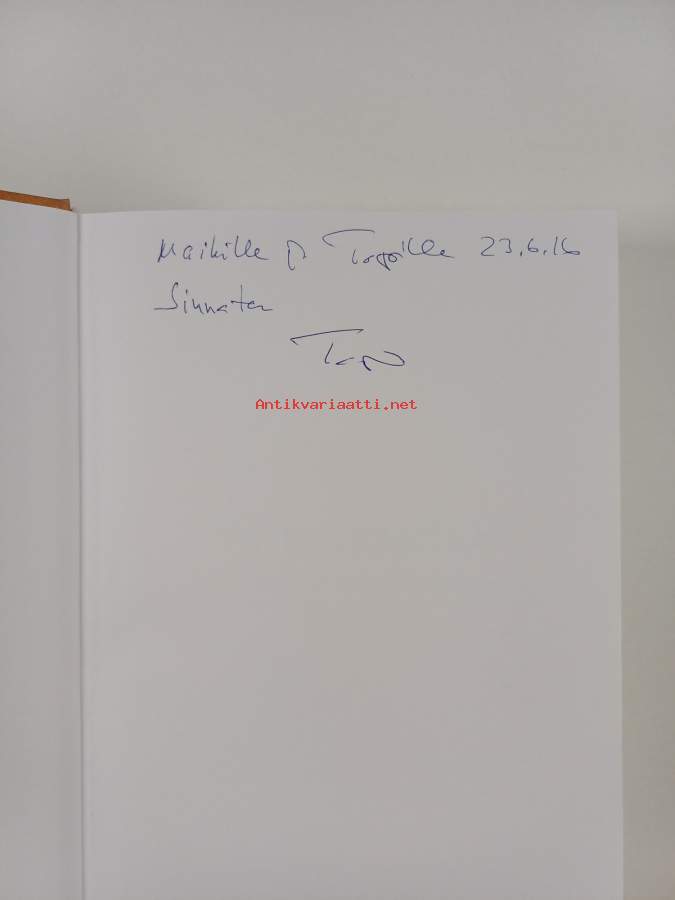 Maikille ja Topille 23.6.16
Sinnaten
Antikvariaatti.net